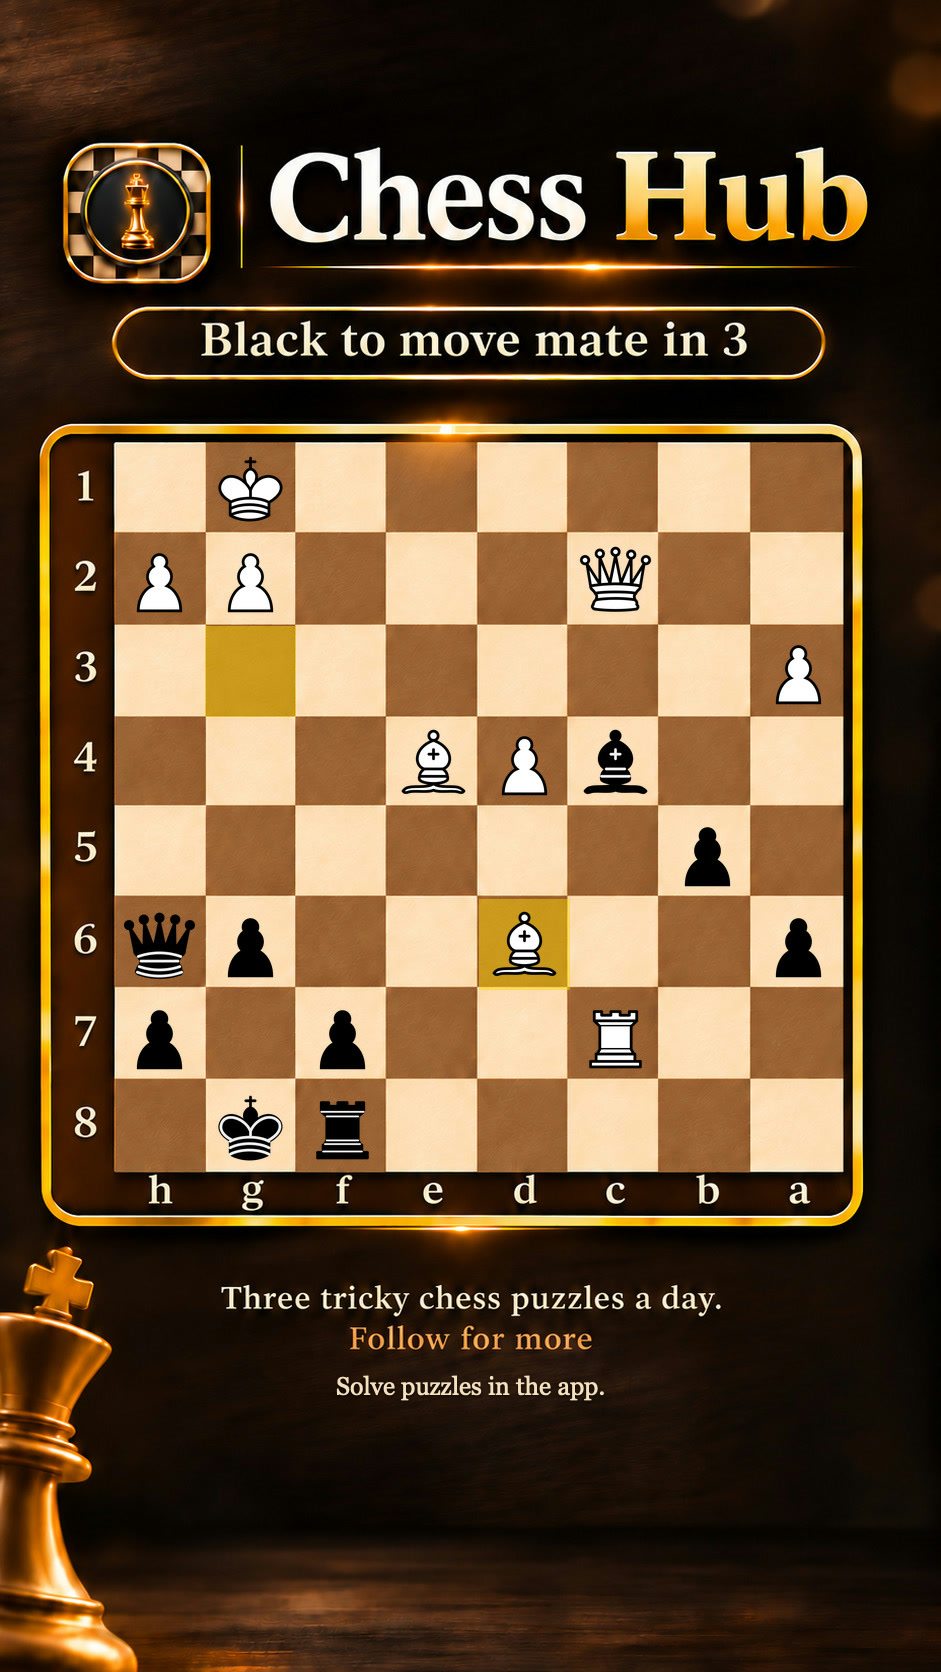 Chess Hub
Black to move mate in 3
1
2
3
4
5
6
7
8
h g f e d c b a
Three tricky chess puzzles a day.
Follow for more
Solve puzzles in the app.